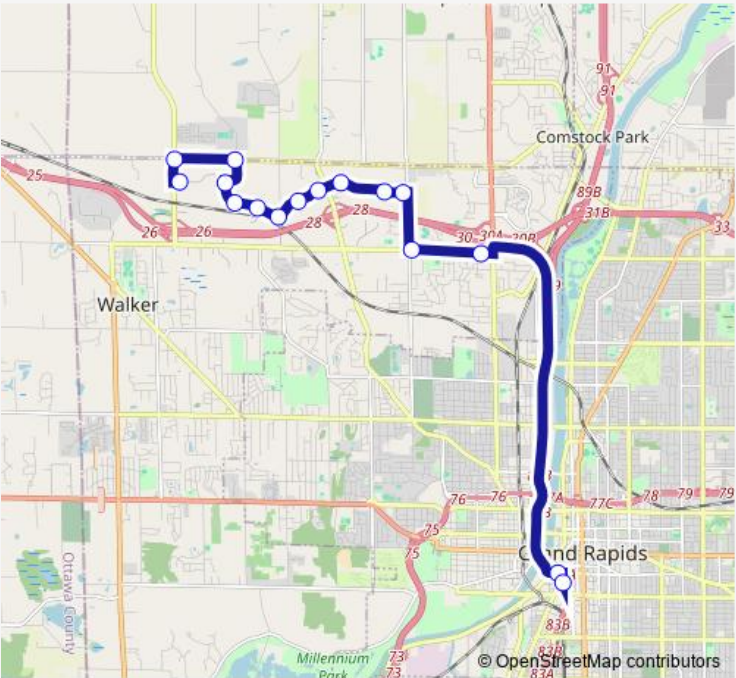 91
91
Comstock Park
25
89B
31B
33
28
28
26
26
30
30A
30B
9
Walker
76
76
77C
78
79
79
75
75
Grand Rapids
Ottawa County
83B
83B
83A
Millennium
Park
73
73
© OpenStreetMap contributors